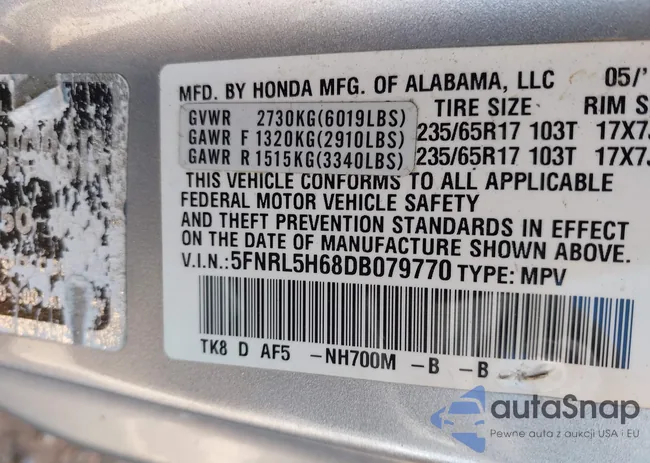 MFD. BY HONDA MFG. OF ALABAMA, LLC 05/'
GVWR 2730KG(6019LBS) TIRE SIZE RIM S
GAWR F 1320KG(2910LBS) 235/65R17 103T 17X7
GAWR R 1515KG(3340LBS) 235/65R17 103T 17X7
THIS VEHICLE CONFORMS TO ALL APPLICABLE
FEDERAL MOTOR VEHICLE SAFETY
AND THEFT PREVENTION STANDARDS IN EFFECT
ON THE DATE OF MANUFACTURE SHOWN ABOVE.
V.I.N.: 5FNRL5H68DB079770 TYPE: MPV
TK8 D AF5 -NH700M -B -B
autaSnap
Pewne auta z aukcji USA i EU